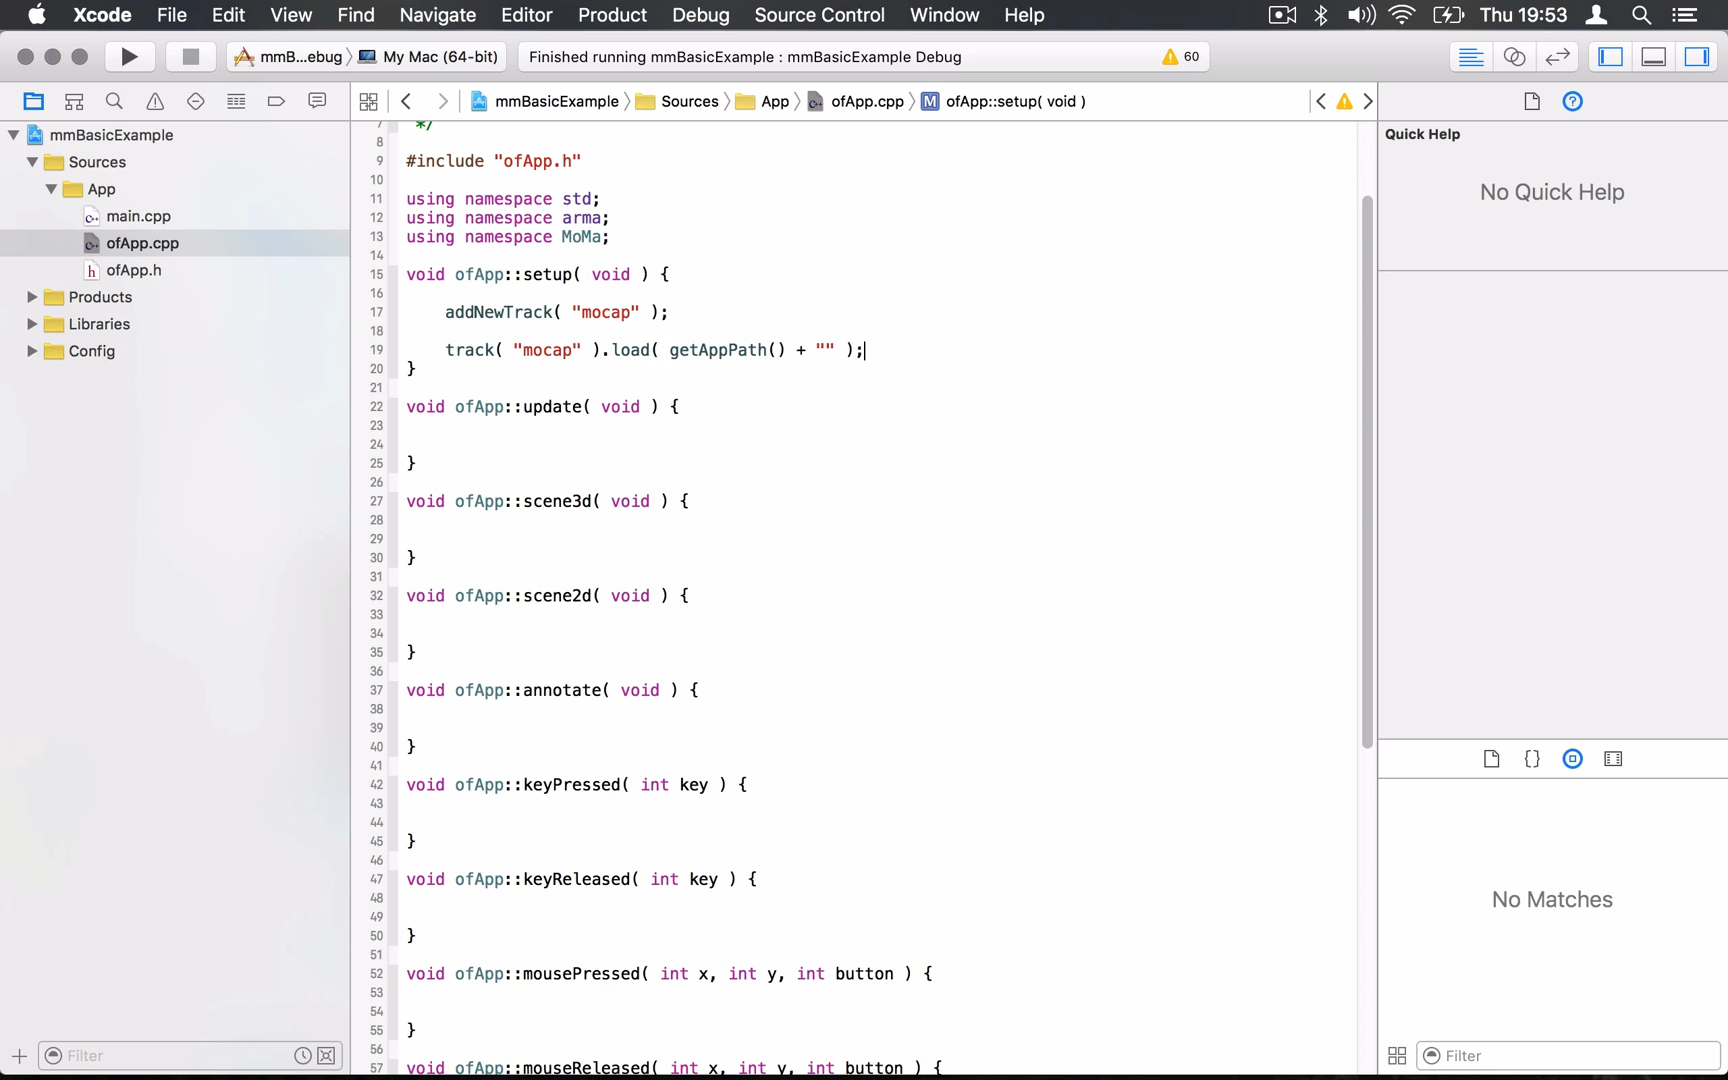 Xcode File Edit View Find Navigate Editor Product Debug Source Control Window Help Thu 19:53
mmB...ebug My Mac (64-bit) Finished running mmBasicExample : mmBasicExample Debug 60
mmBasicExample Sources App ofApp.cpp M ofApp::setup( void )
mmBasicExample
Sources
App
main.cpp
ofApp.cpp
h ofApp.h
Products
Libraries
Config
Filter
7 */
8
9 #include "ofApp.h"
10
11 using namespace std;
12 using namespace arma;
13 using namespace MoMa;
14
15 void ofApp::setup( void ) {
16
17 addNewTrack( "mocap" );
18
19 track( "mocap" ).load( getAppPath() + "" );
20 }
21
22 void ofApp::update( void ) {
23
24
25 }
26
27 void ofApp::scene3d( void ) {
28
29
30 }
31
32 void ofApp::scene2d( void ) {
33
34
35 }
36
37 void ofApp::annotate( void ) {
38
39
40 }
41
42 void ofApp::keyPressed( int key ) {
43
44
45 }
46
47 void ofApp::keyReleased( int key ) {
48
49
50 }
51
52 void ofApp::mousePressed( int x, int y, int button ) {
53
54
55 }
56
57 void ofApp::mouseReleased( int x, int y, int button ) {
Quick Help
No Quick Help
{}
No Matches
Filter